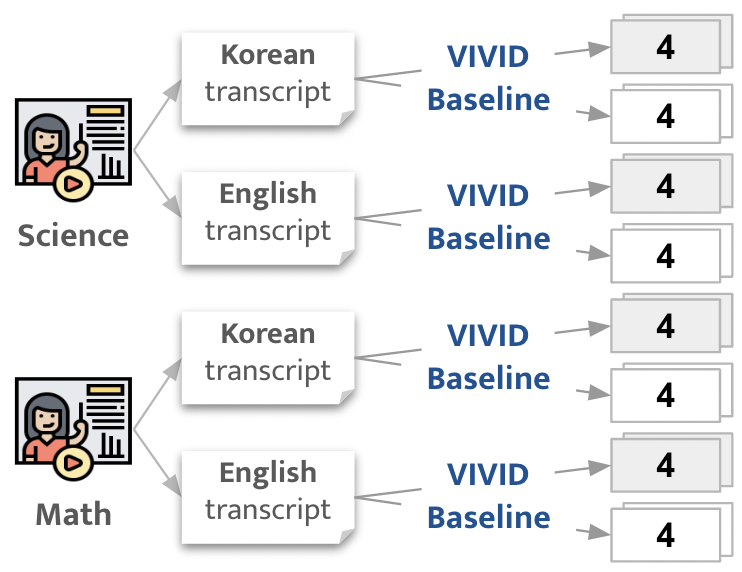 Science
Korean
transcript
VIVID
4
Baseline
4
English
transcript
VIVID
4
Baseline
4
Math
Korean
transcript
VIVID
4
Baseline
4
English
transcript
VIVID
4
Baseline
4